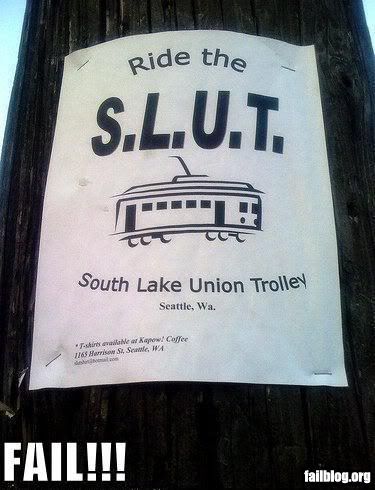 Ride the
S.L.U.T.
South Lake Union Trolley
Seattle, Wa.
* T-shirts available at Kapow! Coffee
1165 Harrison St, Seattle, WA
FAIL!!!
failblog.org